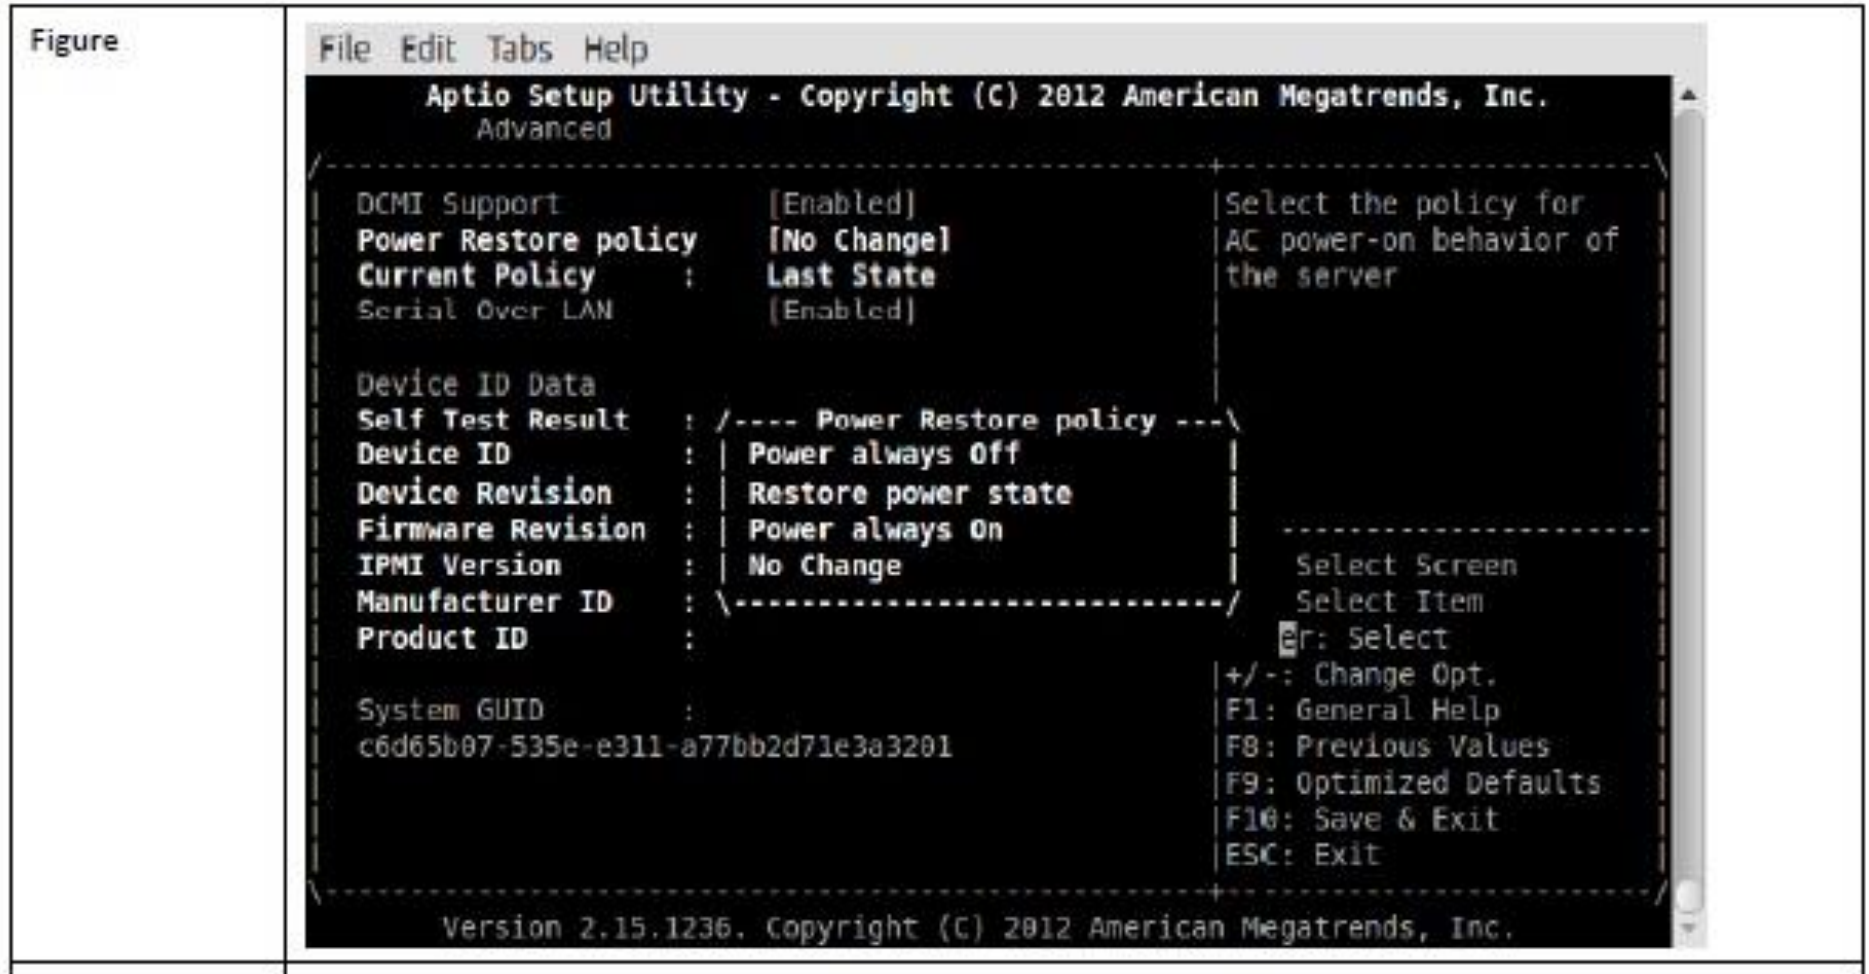 Figure
File Edit Tabs Help
Aptio Setup Utility - Copyright (C) 2012 American Megatrends, Inc.
Advanced
DCMI Support [Enabled]
Power Restore policy [No Change]
Current Policy : Last State
Serial Over LAN [Enabled]
Select the policy for
AC power-on behavior of
the server
Device ID Data
Self Test Result :
Device ID :
Device Revision :
Firmware Revision :
IPMI Version :
Manufacturer ID :
Product ID :
/---- Power Restore policy ---\
Power always Off
Restore power state
Power always On
No Change
System GUID :
c6d65b07-535e-e311-a77bb2d71e3a3201
Select Screen
Select Item
er: Select
+/-: Change Opt.
F1: General Help
F8: Previous Values
F9: Optimized Defaults
F10: Save & Exit
ESC: Exit
Version 2.15.1236. Copyright (C) 2012 American Megatrends, Inc.